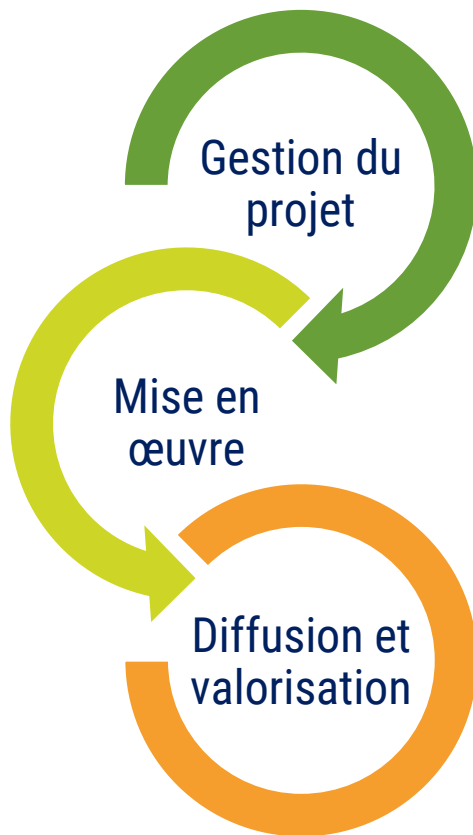 Gestion du
projet
Mise en
œuvre
Diffusion et
valorisation